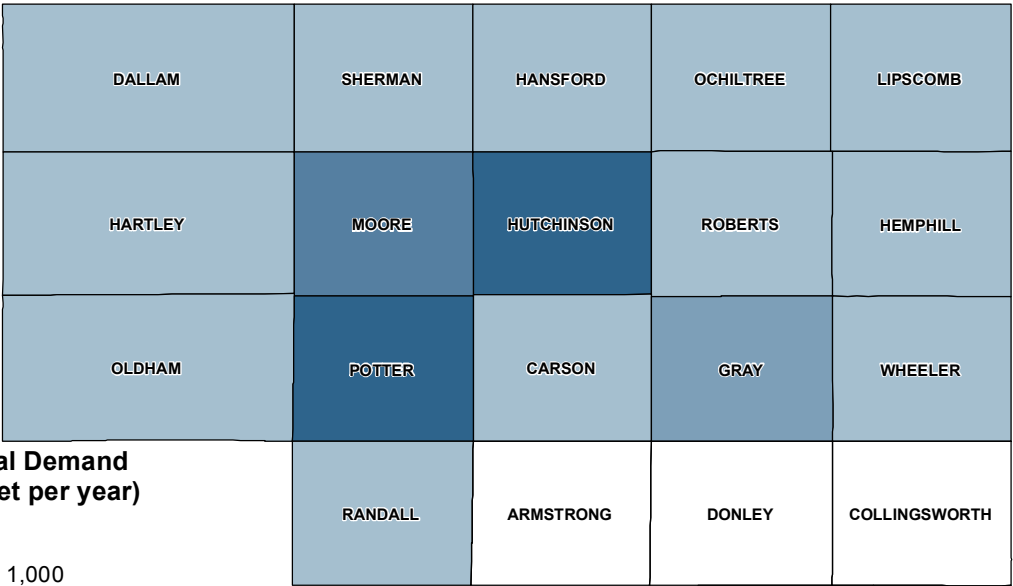 DALLAM SHERMAN HANSFORD OCHILTREE LIPSCOMB
HARTLEY MOORE HUTCHINSON ROBERTS HEMPHILL
OLDHAM POTTER CARSON GRAY WHEELER
al Demand
et per year)
RANDALL ARMSTRONG DONLEY COLLINGSWORTH
1,000